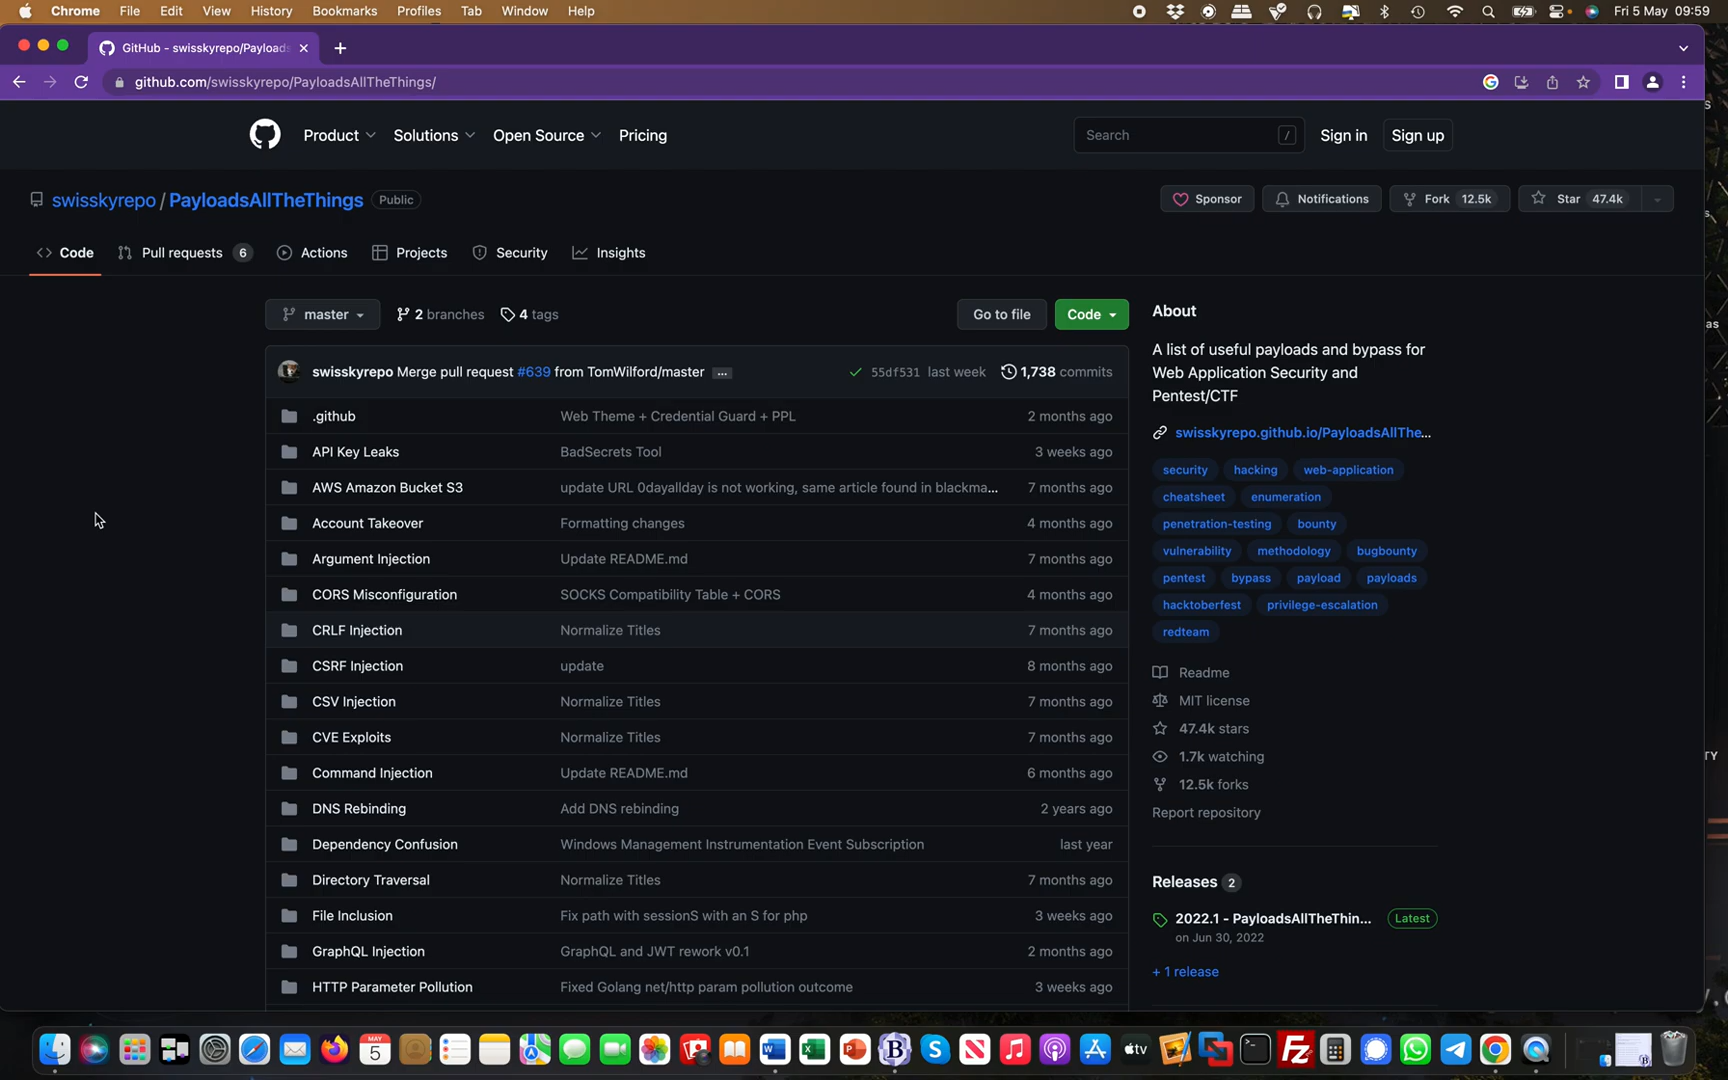 Chrome File Edit View History Bookmarks Profiles Tab Window Help Fri 5 May 09:59
GitHub - swisskyrepo/Payloads
github.com/swisskyrepo/PayloadsAllTheThings/
Product Solutions Open Source Pricing Search / Sign in Sign up
swisskyrepo / PayloadsAllTheThings Public Sponsor Notifications Fork 12.5k Star 47.4k
Code Pull requests 6 Actions Projects Security Insights
master 2 branches 4 tags Go to file Code
swisskyrepo Merge pull request #639 from TomWilford/master ... 55df531 last week 1,738 commits
.github Web Theme + Credential Guard + PPL 2 months ago
API Key Leaks BadSecrets Tool 3 weeks ago
AWS Amazon Bucket S3 update URL 0dayallday is not working, same article found in blackma... 7 months ago
Account Takeover Formatting changes 4 months ago
Argument Injection Update README.md 7 months ago
CORS Misconfiguration SOCKS Compatibility Table + CORS 4 months ago
CRLF Injection Normalize Titles 7 months ago
CSRF Injection update 8 months ago
CSV Injection Normalize Titles 7 months ago
CVE Exploits Normalize Titles 7 months ago
Command Injection Update README.md 6 months ago
DNS Rebinding Add DNS rebinding 2 years ago
Dependency Confusion Windows Management Instrumentation Event Subscription last year
Directory Traversal Normalize Titles 7 months ago
File Inclusion Fix path with sessionS with an S for php 3 weeks ago
GraphQL Injection GraphQL and JWT rework v0.1 2 months ago
HTTP Parameter Pollution Fixed Golang net/http param pollution outcome 3 weeks ago
About
A list of useful payloads and bypass for
Web Application Security and
Pentest/CTF
swisskyrepo.github.io/PayloadsAllThe...
security hacking web-application
cheatsheet enumeration
penetration-testing bounty
vulnerability methodology bugbounty
pentest bypass payload payloads
hacktoberfest privilege-escalation
redteam
Readme
MIT license
47.4k stars
1.7k watching
12.5k forks
Report repository
Releases 2
2022.1 - PayloadsAllTheThin... Latest
on Jun 30, 2022
+ 1 release
as
TY
MAY
5
tv